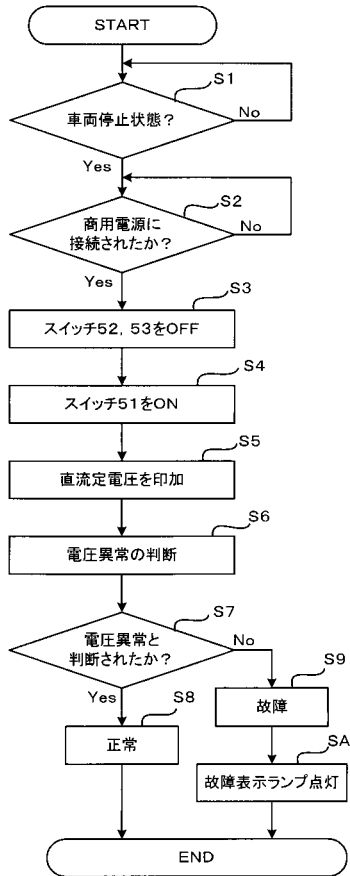 START
S1
車両停止状態？
No
Yes
S2
商用電源に
接続されたか？
No
Yes
S3
スイッチ52，53をOFF
S4
スイッチ51をON
S5
直流定電圧を印加
S6
電圧異常の判断
S7
電圧異常と
判断されたか？
No
Yes
S8
正常
S9
故障
SA
故障表示ランプ点灯
END